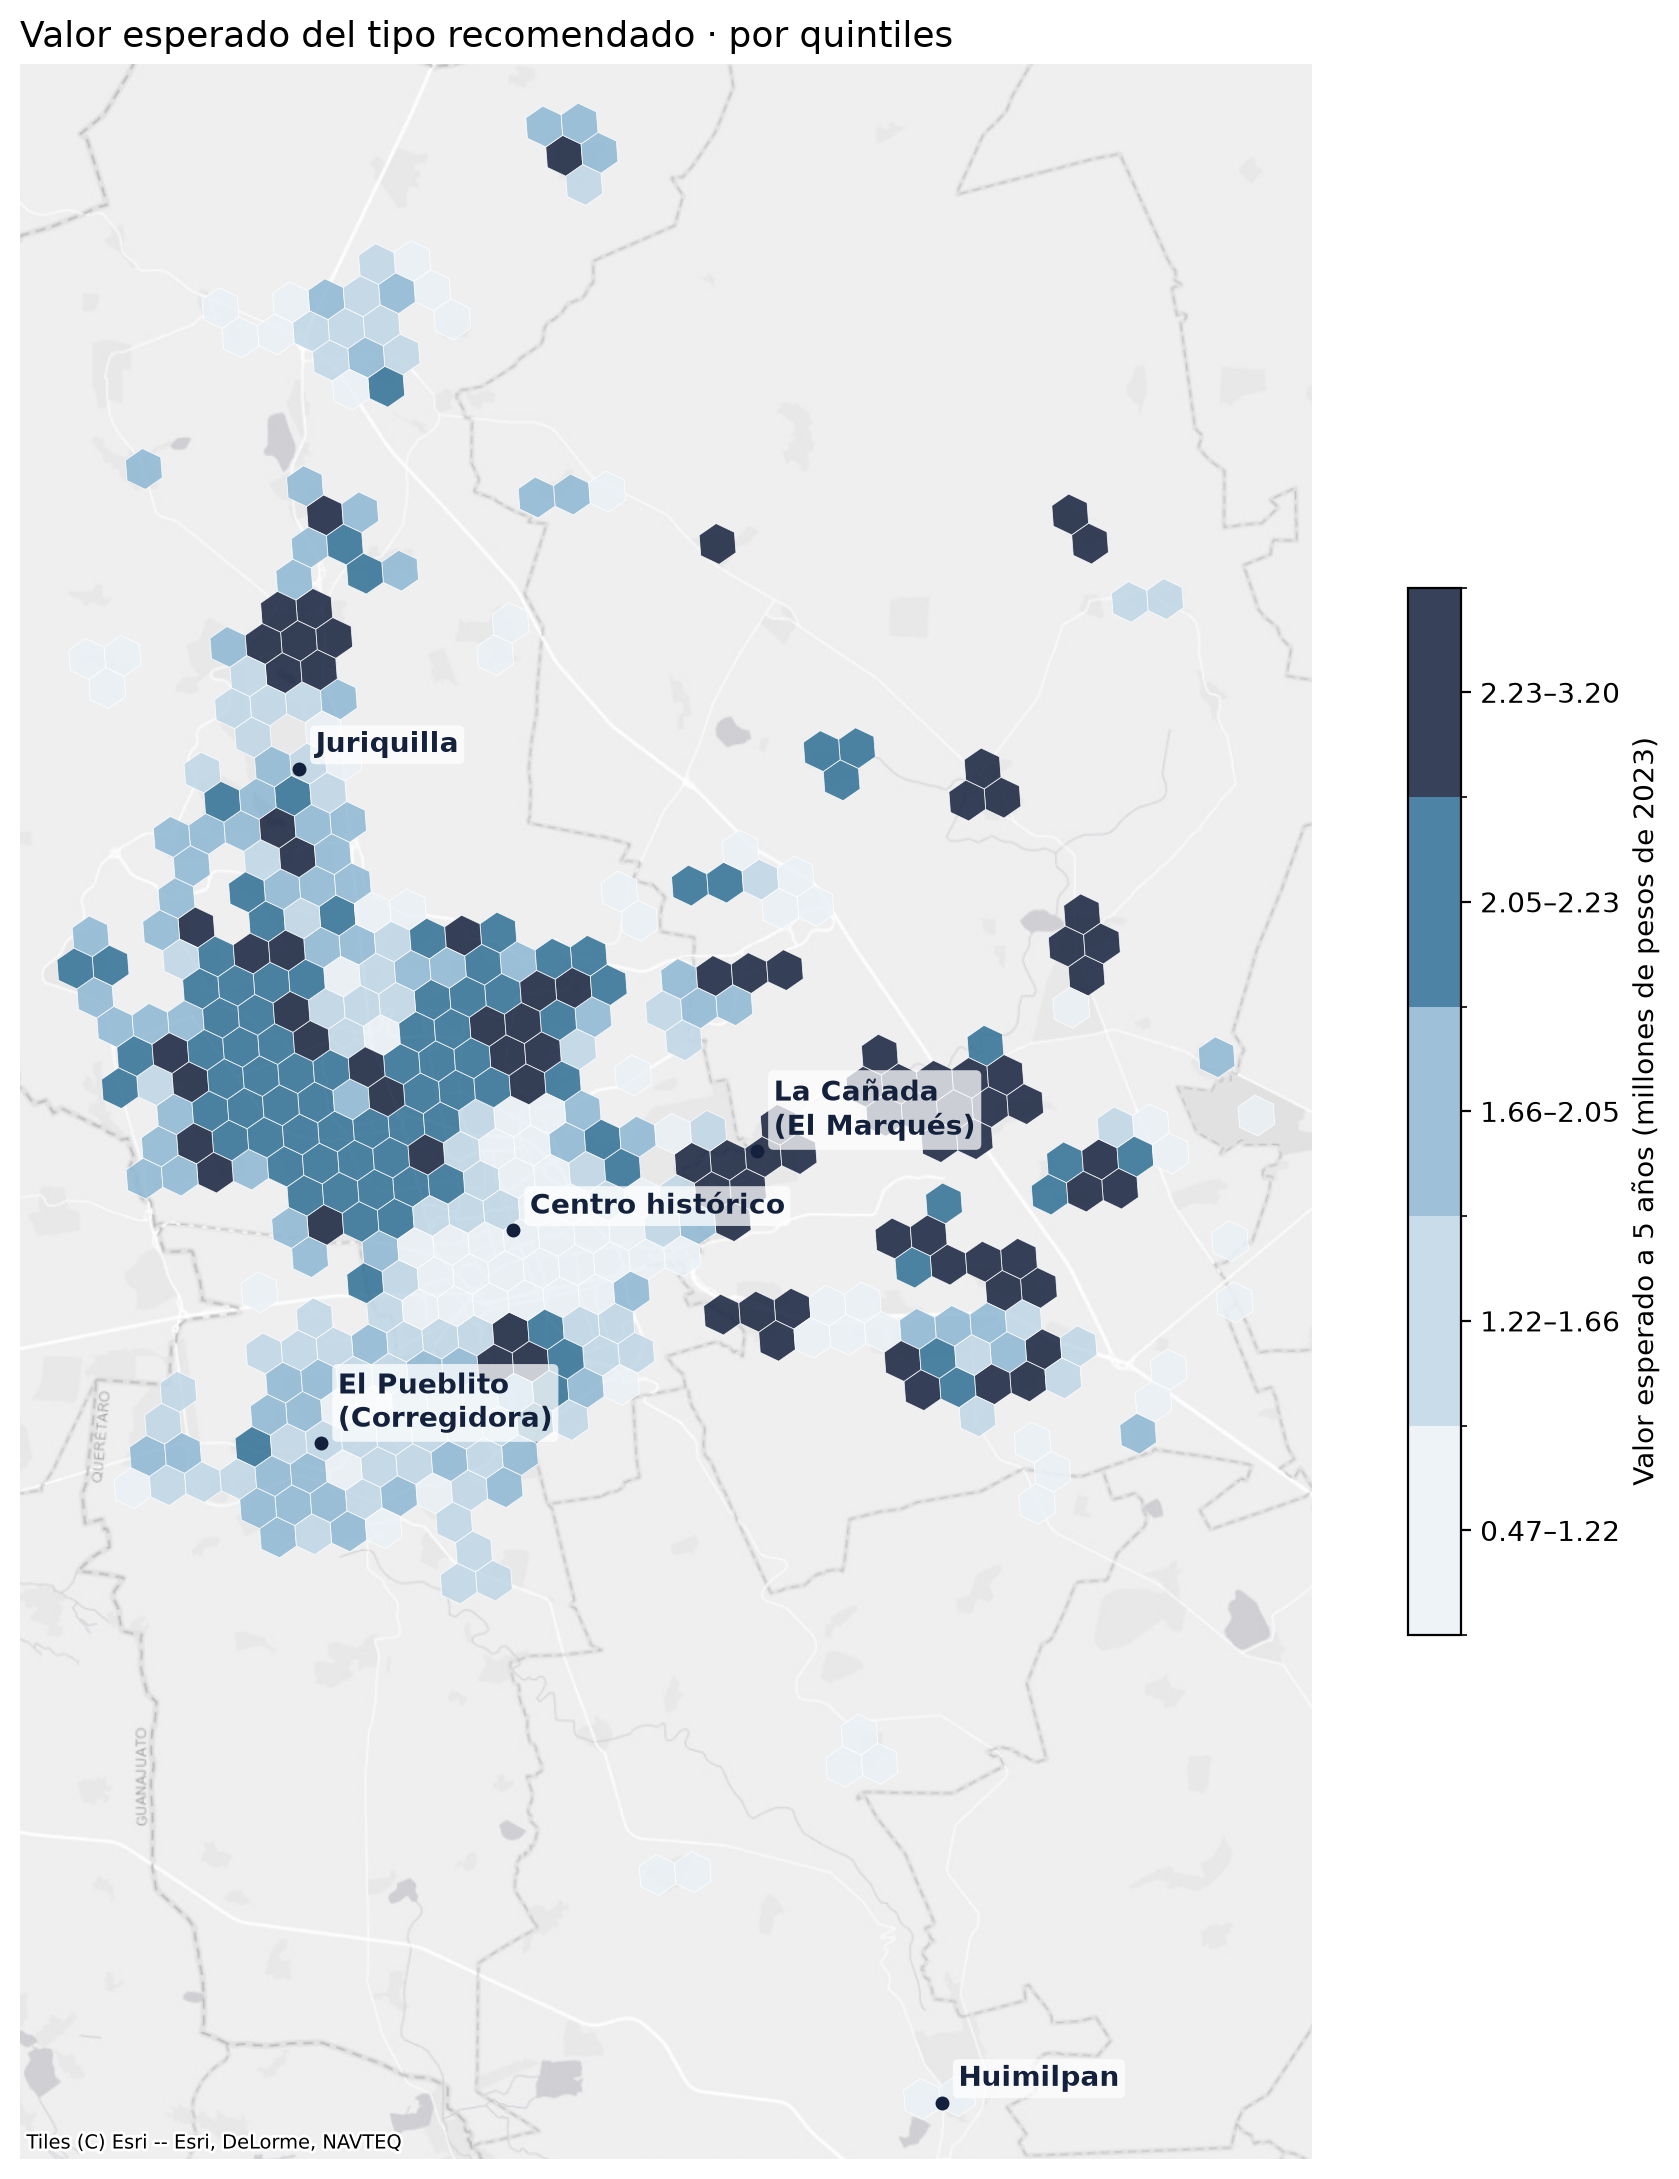 Valor esperado del tipo recomendado · por quintiles
Juriquilla
La Cañada
(El Marqués)
Centro histórico
El Pueblito
(Corregidora)
QUERÉTARO
GUANAJUATO
Huimilpan
Tiles (C) Esri -- Esri, DeLorme, NAVTEQ
2.23–3.20
2.05–2.23
1.66–2.05
1.22–1.66
0.47–1.22
Valor esperado a 5 años (millones de pesos de 2023)